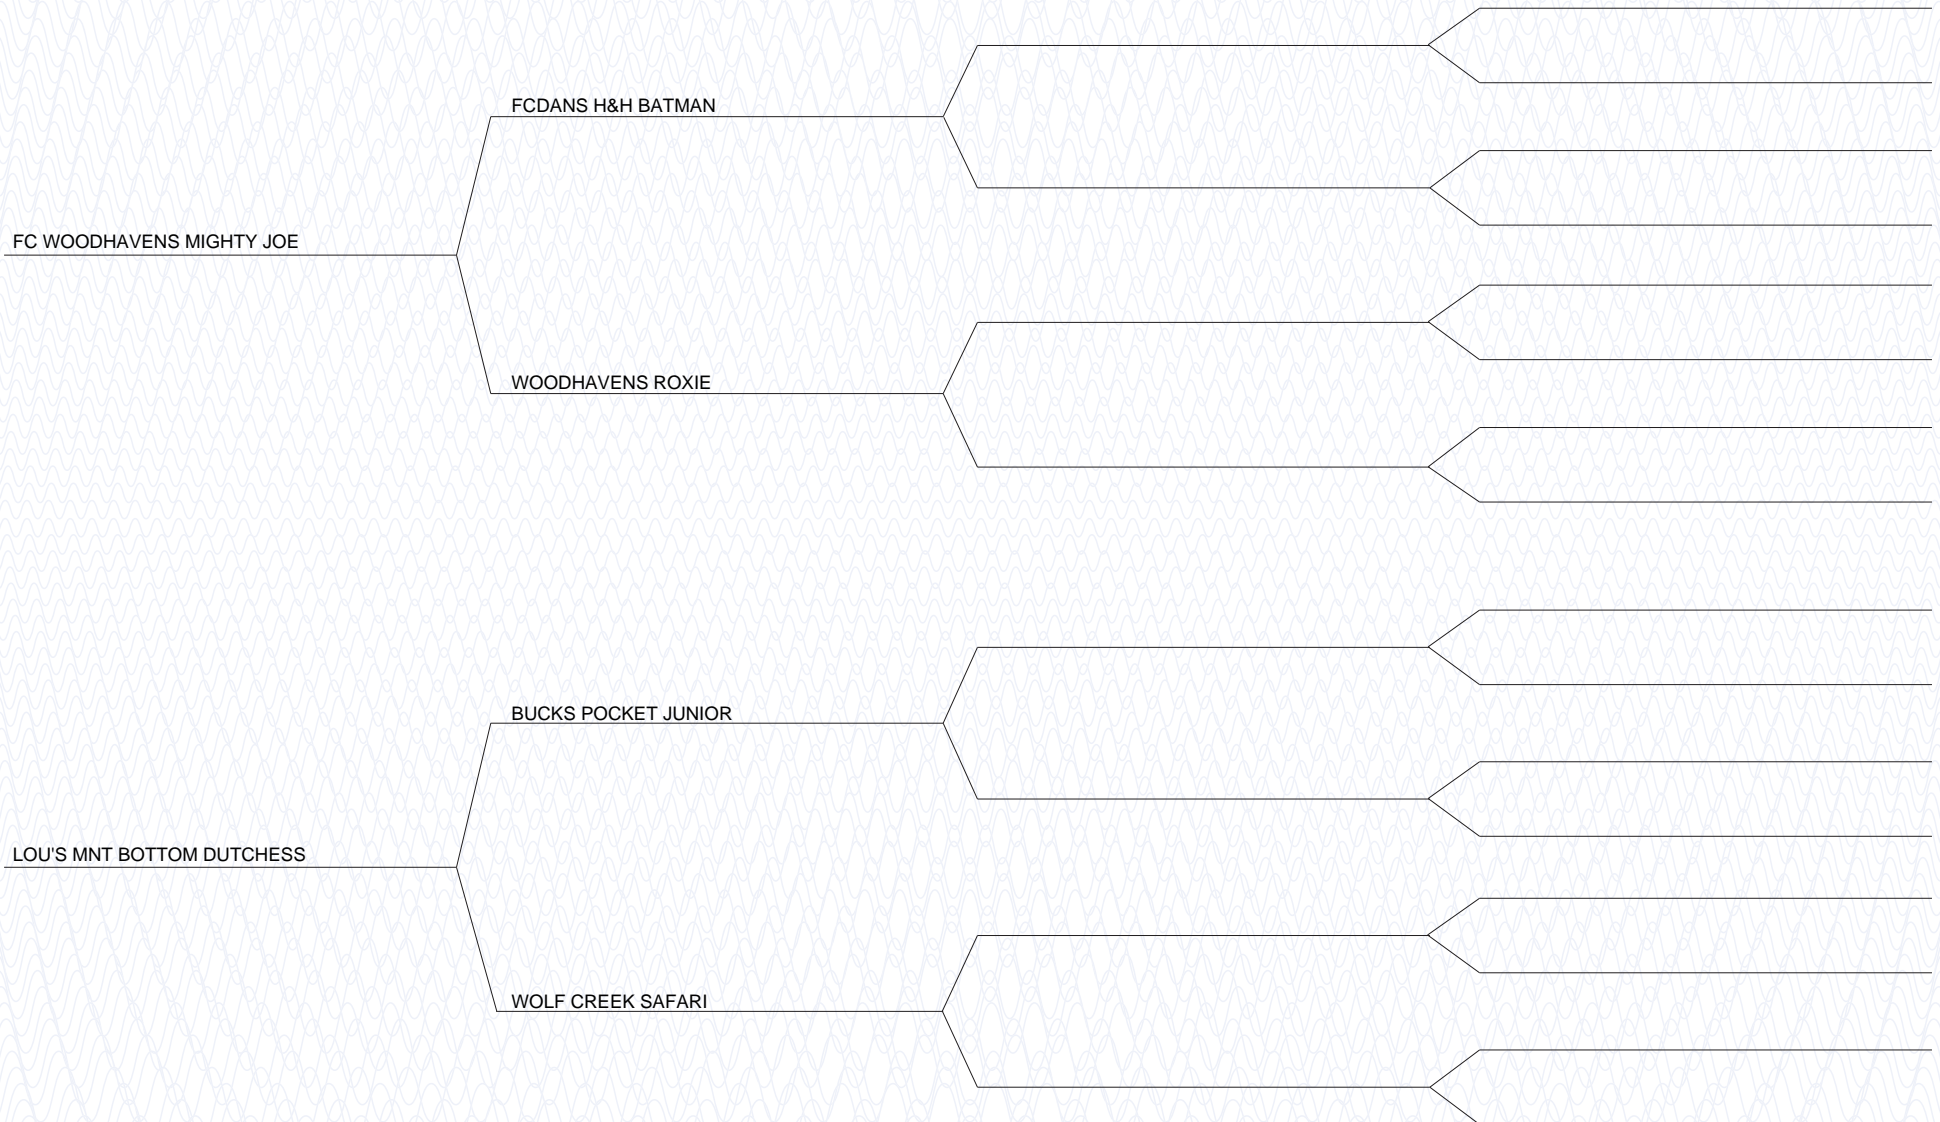 FCDANS H&H BATMAN
FC WOODHAVENS MIGHTY JOE
WOODHAVENS ROXIE
BUCKS POCKET JUNIOR
LOU'S MNT BOTTOM DUTCHESS
WOLF CREEK SAFARI